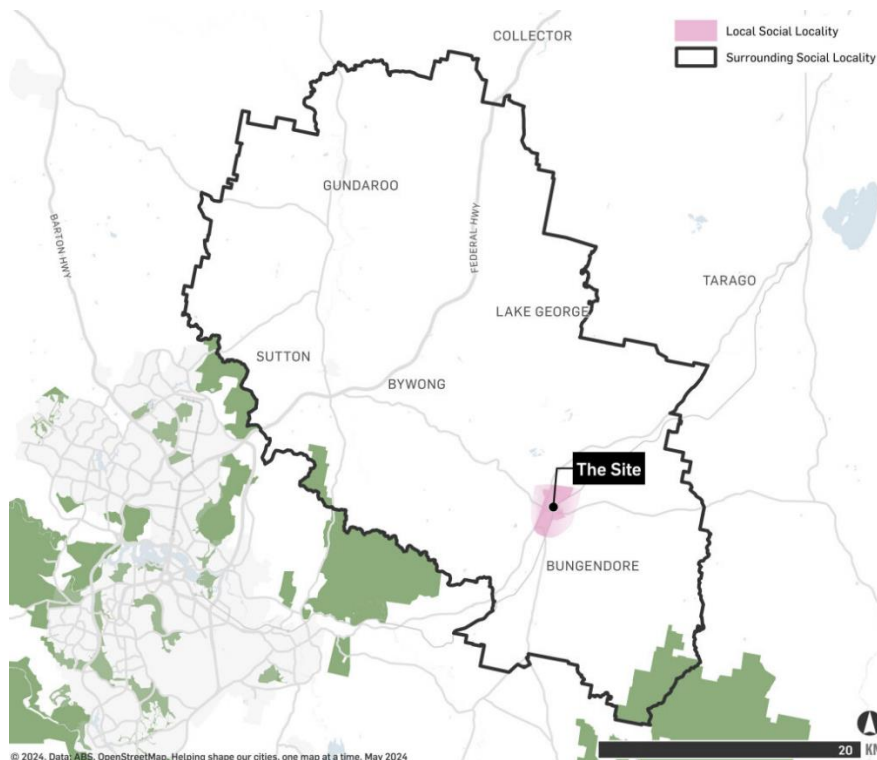 COLLECTOR
Local Social Locality
Surrounding Social Locality
GUNDAROO
BARTON HWY
FEDERAL HWY
TARAGO
LAKE GEORGE
SUTTON
BYWONG
The Site
BUNGENDORE
20 KM
© 2024. Data: ABS, OpenStreetMap. Helping shape our cities, one map at a time. May 2024